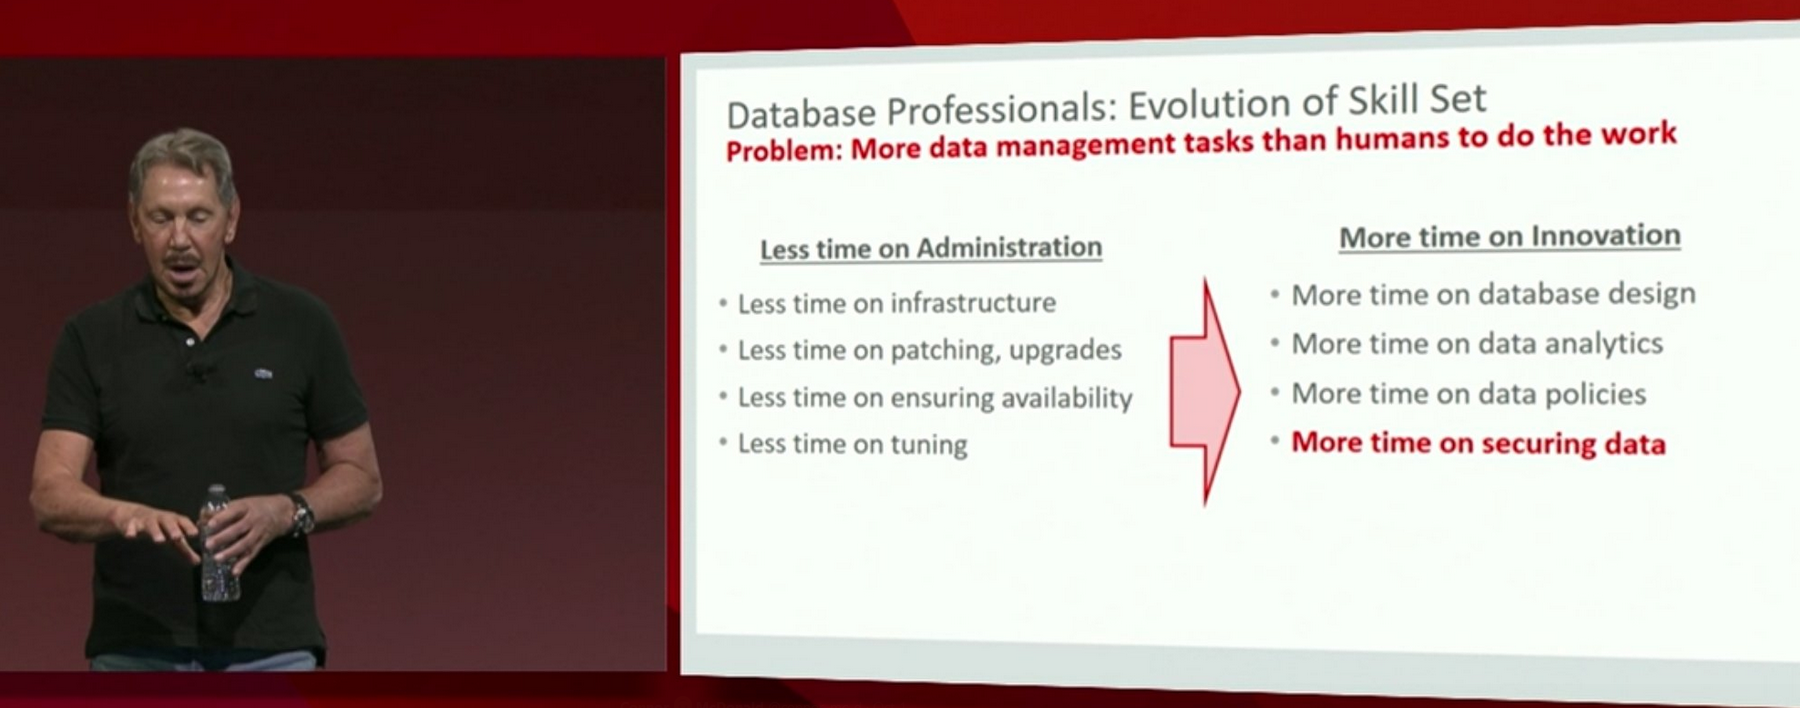 Database Professionals: Evolution of Skill Set
Problem: More data management tasks than humans to do the work
Less time on Administration
• Less time on infrastructure
• Less time on patching, upgrades
• Less time on ensuring availability
• Less time on tuning
More time on Innovation
• More time on database design
• More time on data analytics
• More time on data policies
• More time on securing data